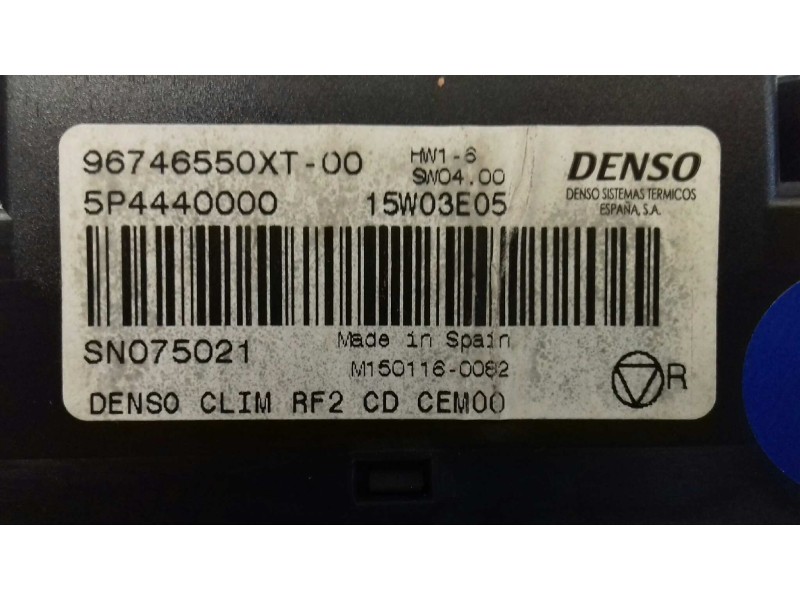 96746550XT-00 HW1-6 DENSO
SW04.00 DENSO SISTEMAS TERMICOS
5P4440000 15W03E05 ESPAÑA, S.A.
SN075021 Made in Spain
M150116-0062 R
DENSO CLIM RF2 CD CEM00